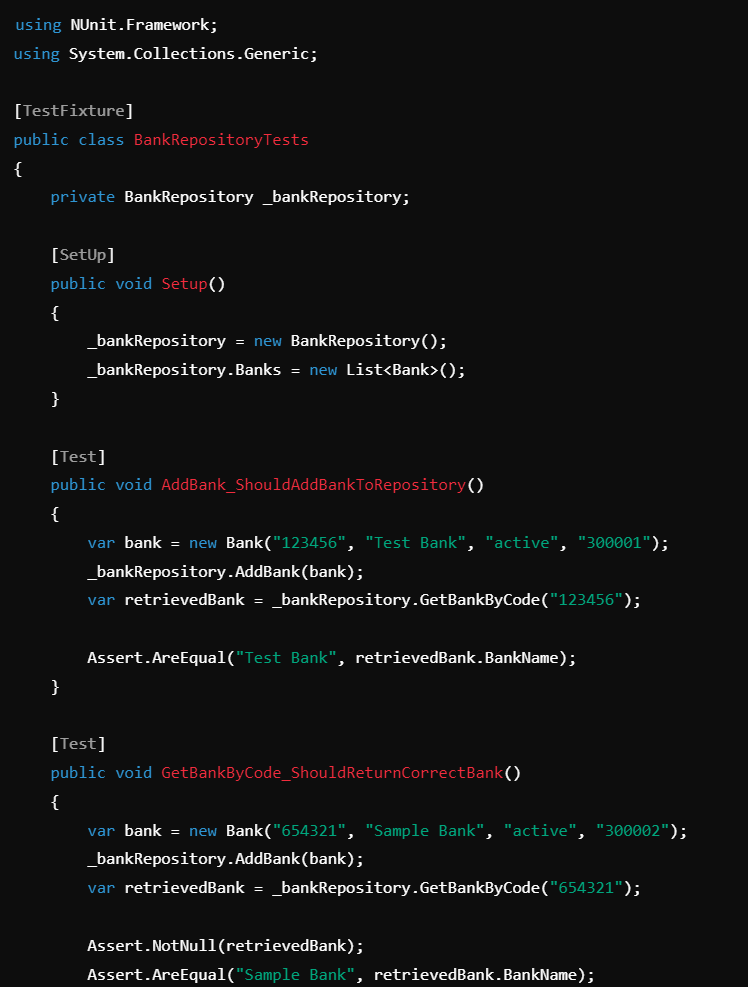 using NUnit.Framework;
using System.Collections.Generic;

[TestFixture]
public class BankRepositoryTests
{
    private BankRepository _bankRepository;

    [SetUp]
    public void Setup()
    {
        _bankRepository = new BankRepository();
        _bankRepository.Banks = new List<Bank>();
    }

    [Test]
    public void AddBank_ShouldAddBankToRepository()
    {
        var bank = new Bank("123456", "Test Bank", "active", "300001");
        _bankRepository.AddBank(bank);
        var retrievedBank = _bankRepository.GetBankByCode("123456");

        Assert.AreEqual("Test Bank", retrievedBank.BankName);
    }

    [Test]
    public void GetBankByCode_ShouldReturnCorrectBank()
    {
        var bank = new Bank("654321", "Sample Bank", "active", "300002");
        _bankRepository.AddBank(bank);
        var retrievedBank = _bankRepository.GetBankByCode("654321");

        Assert.NotNull(retrievedBank);
        Assert.AreEqual("Sample Bank", retrievedBank.BankName);